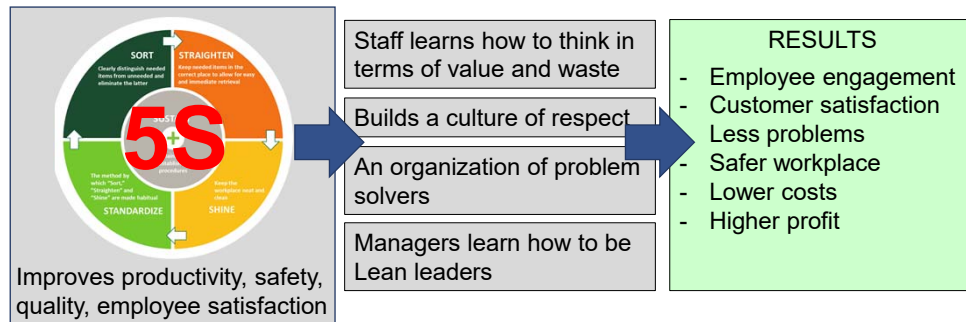 SORT
Clearly distinguish needed
items from unneeded and
eliminate the latter
STRAIGHTEN
Keep needed items in the
correct place to allow for easy
and immediate retrieval
5S
procedures
The method by
which "Sort,"
"Straighten" and
"Shine" are made habitual
STANDARDIZE
Keep the
workplace neat and
clean.
SHINE
Improves productivity, safety,
quality, employee satisfaction
Staff learns how to think in
terms of value and waste
Builds a culture of respect
An organization of problem
solvers
Managers learn how to be
Lean leaders
RESULTS
- Employee engagement
- Customer satisfaction
Less problems
- Safer workplace
- Lower costs
- Higher profit